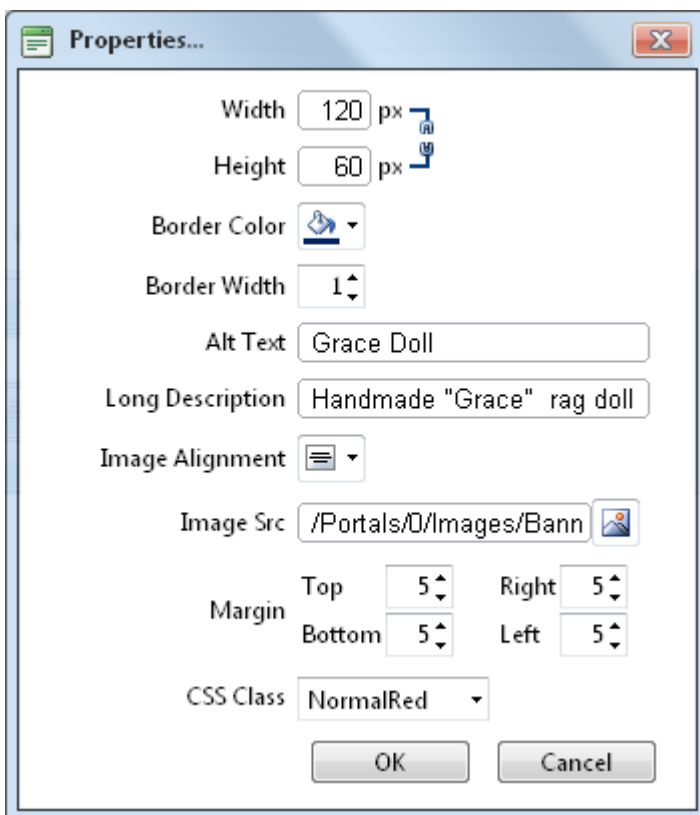 Properties...
Width 120 px
Height 60 px
Border Color
Border Width 1
Alt Text Grace Doll
Long Description Handmade "Grace"  rag doll
Image Alignment
Image Src /Portals/0/Images/Bann
Margin
Top 5 Right 5
Bottom 5 Left 5
CSS Class NormalRed
OK Cancel